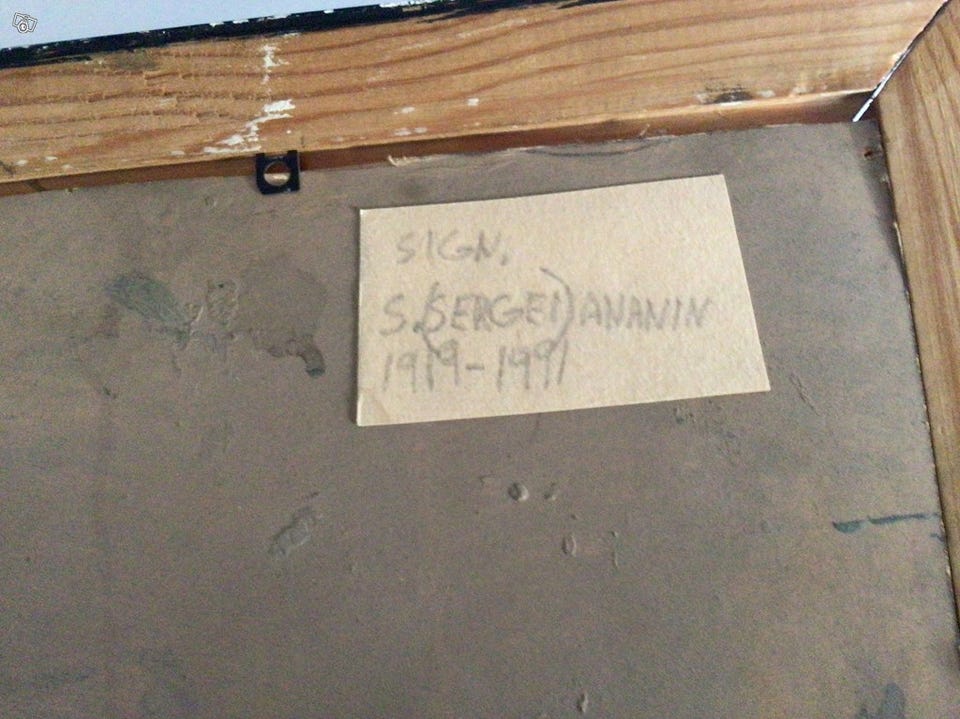 SIGN.
S.(SERGEI) ANANIN
1919-1991